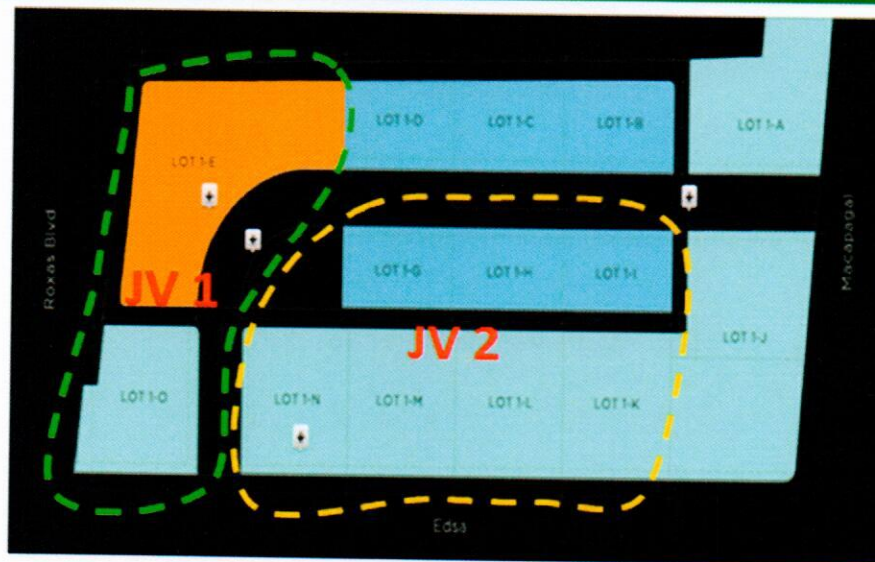 LOT 1-D
LOT 1-C
LOT 1-B
LOT 1-A
LOT 1-E
Roxas Blvd
Macapagal
LOT 1-G
LOT 1-H
LOT 1-I
JV 1
JV 2
LOT 1-J
LOT 1-O
LOT 1-N
LOT 1-M
LOT 1-L
LOT 1-K
Edsa